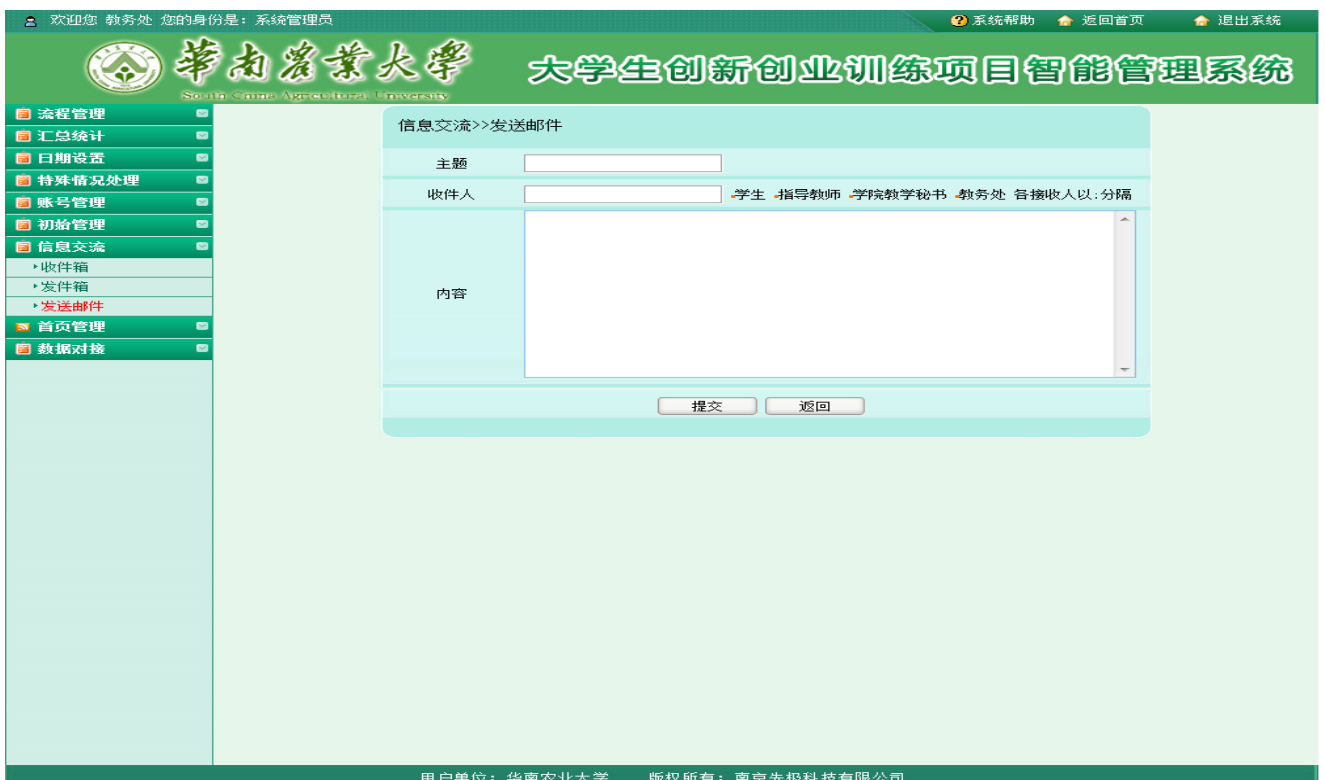 欢迎您 教务处 您的身份是：系统管理员
系统帮助 返回首页 退出系统
華南農業大學
South China Agricultural University
大学生创新创业训练项目智能管理系统
流程管理
汇总统计
日期设置
特殊情况处理
账号管理
初始管理
信息交流
收件箱
发件箱
发送邮件
首页管理
数据对接
信息交流>>发送邮件
主题
收件人
学生 指导教师 学院教学秘书 教务处 各接收人以:分隔
内容
提交 返回
用户单位：华南农业大学 版权所有：南京先极科技有限公司